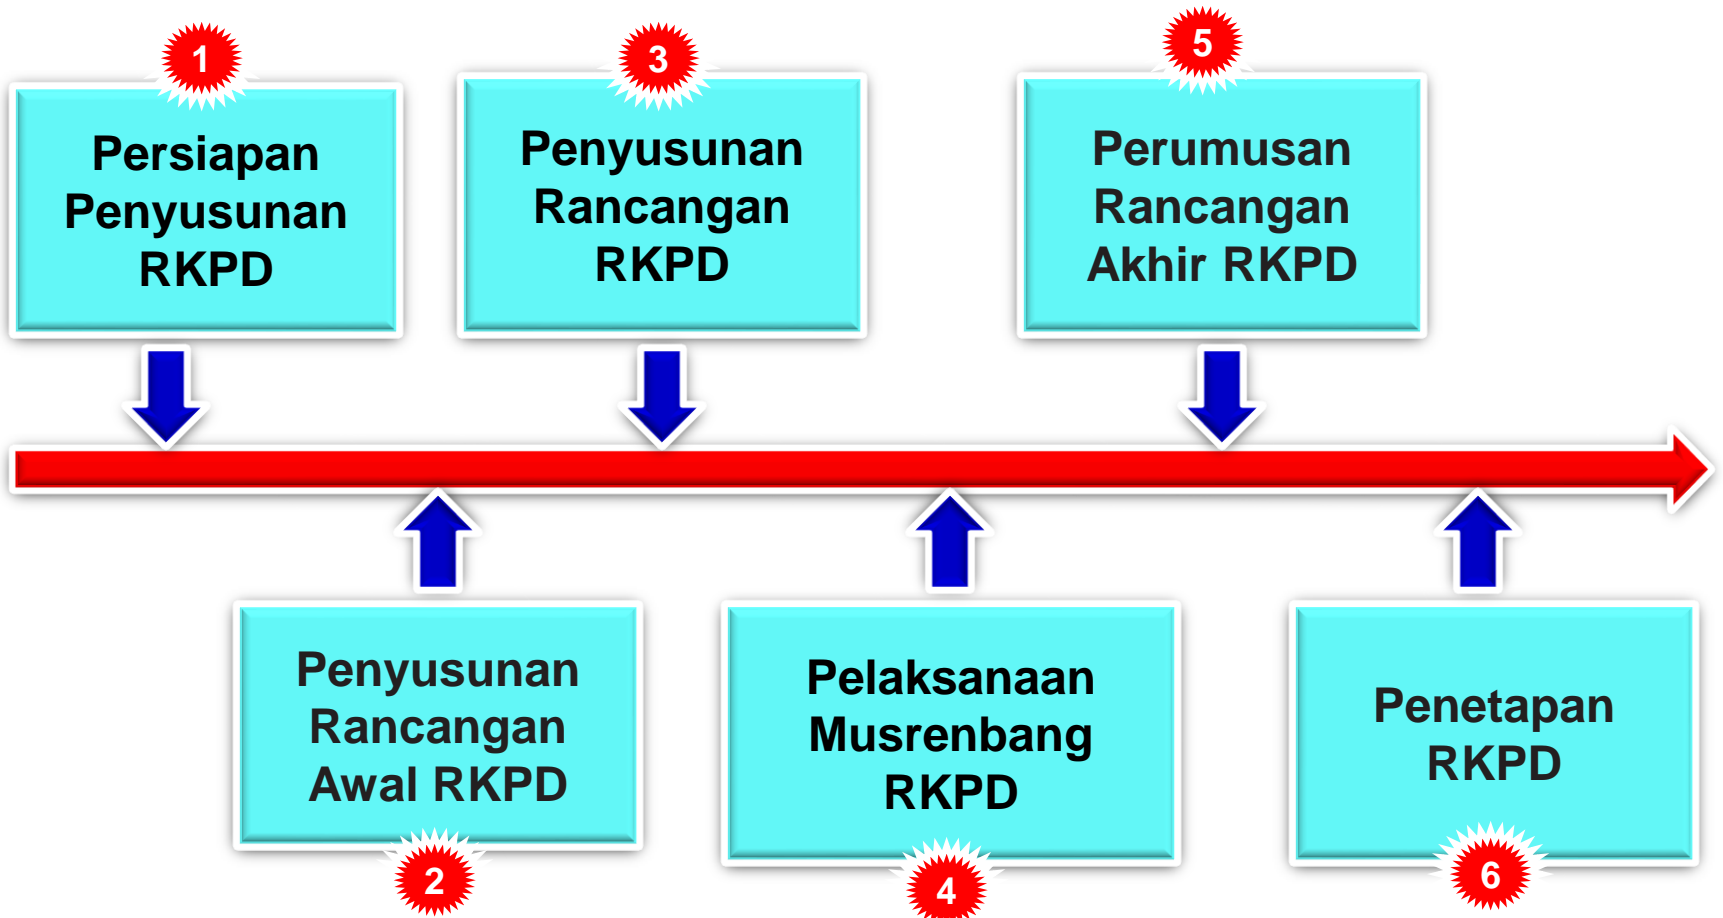 1
Persiapan
Penyusunan
RKPD
2
Penyusunan
Rancangan
Awal RKPD
3
Penyusunan
Rancangan
RKPD
4
Pelaksanaan
Musrenbang
RKPD
5
Perumusan
Rancangan
Akhir RKPD
6
Penetapan
RKPD